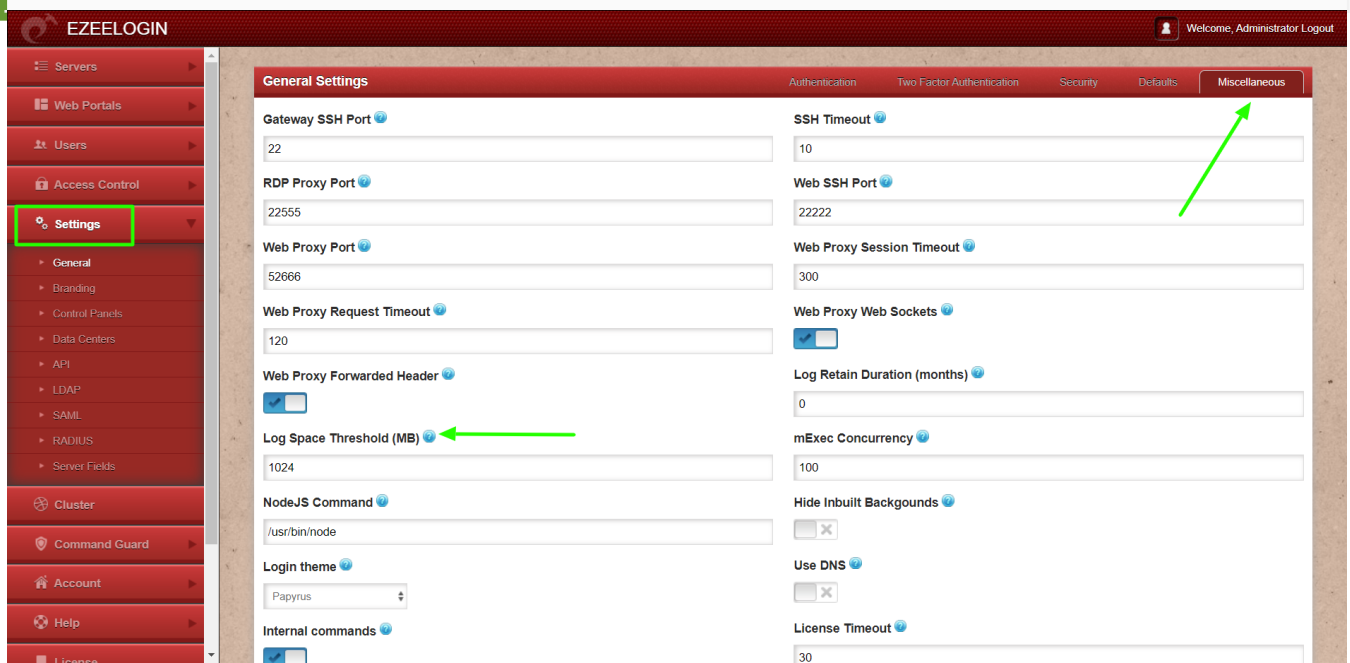 EZEELOGIN
Welcome, Administrator Logout
Servers
Web Portals
Users
Access Control
Settings
General
Branding
Control Panels
Data Centers
API
LDAP
SAML
RADIUS
Server Fields
Cluster
Command Guard
Account
Help
License
General Settings
Authentication
Two Factor Authentication
Security
Defaults
Miscellaneous
Gateway SSH Port
22
SSH Timeout
10
RDP Proxy Port
22555
Web SSH Port
22222
Web Proxy Port
52666
Web Proxy Session Timeout
300
Web Proxy Request Timeout
120
Web Proxy Web Sockets
Web Proxy Forwarded Header
Log Retain Duration (months)
0
Log Space Threshold (MB)
1024
mExec Concurrency
100
NodeJS Command
/usr/bin/node
Hide Inbuilt Backgounds
Login theme
Papyrus
Use DNS
Internal commands
License Timeout
30